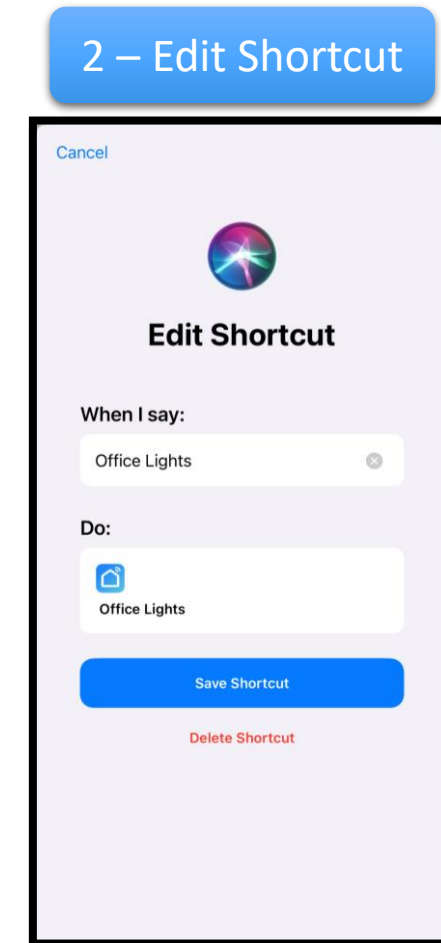 2 – Edit Shortcut
Cancel
Edit Shortcut
When I say:
Office Lights
Do:
Office Lights
Save Shortcut
Delete Shortcut